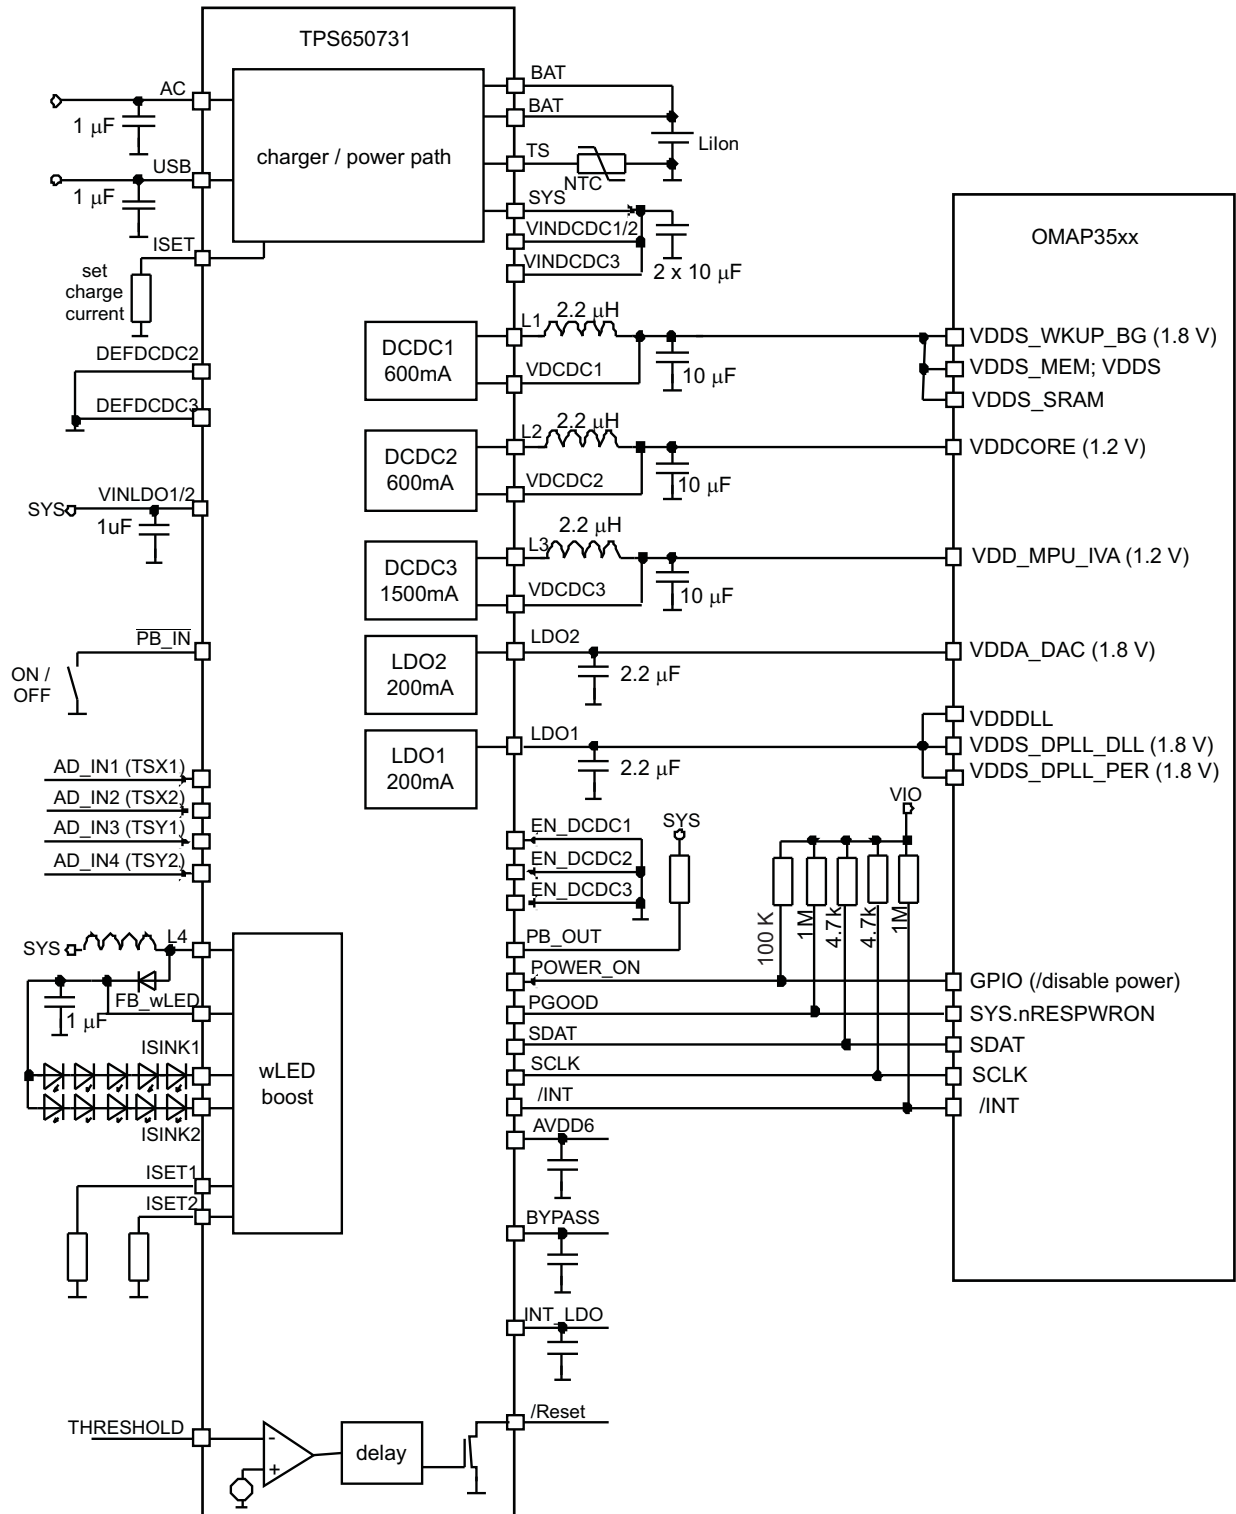 TPS650731
AC
1 μF
USB
1 μF
ISET
set
charge
current
charger / power path
BAT
BAT
LiIon
TS
NTC
SYS
VINDCDC1/2
VINDCDC3
2 x 10 μF
OMAP35xx
DEFDCDC2
DEFDCDC3
DCDC1
600mA
L1
2.2 μH
VDCDC1
10 μF
VDDS_WKUP_BG (1.8 V)
VDDS_MEM; VDDS
VDDS_SRAM
DCDC2
600mA
L2
2.2 μH
VDCDC2
10 μF
VDDCORE (1.2 V)
SYS
VINLDO1/2
1uF
DCDC3
1500mA
L3
2.2 μH
VDCDC3
10 μF
VDD_MPU_IVA (1.2 V)
PB_IN
ON /
OFF
LDO2
200mA
LDO2
2.2 μF
VDDA_DAC (1.8 V)
LDO1
200mA
LDO1
2.2 μF
VDDDLL
VDDS_DPLL_DLL (1.8 V)
VDDS_DPLL_PER (1.8 V)
AD_IN1 (TSX1)
AD_IN2 (TSX2)
AD_IN3 (TSY1)
AD_IN4 (TSY2)
EN_DCDC1
EN_DCDC2
EN_DCDC3
SYS
VIO
100 K
1M
4.7k
4.7k
1M
SYS
L4
FB_wLED
1 μF
ISINK1
ISINK2
ISET1
ISET2
wLED
boost
PB_OUT
POWER_ON
PGOOD
SDAT
SCLK
/INT
GPIO (/disable power)
SYS.nRESPWRON
SDAT
SCLK
/INT
AVDD6
BYPASS
INT_LDO
/Reset
THRESHOLD
-
+
delay